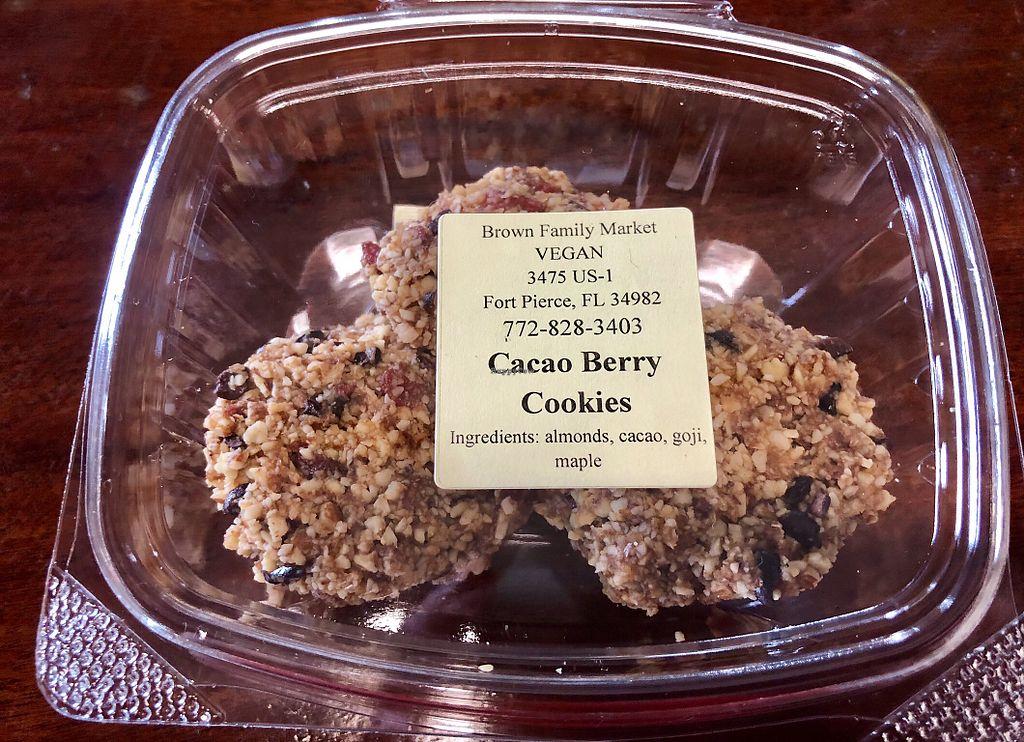 Brown Family Market
VEGAN
3475 US-1
Fort Pierce, FL 34982
772-828-3403
Cacao Berry
Cookies
Ingredients: almonds, cacao, goji,
maple